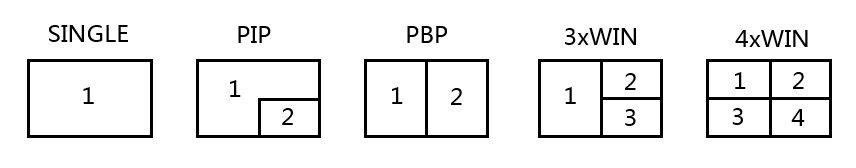 SINGLE
1
PIP
1
2
PBP
1 2
3xWIN
1
2
3
4xWIN
1 2
3 4